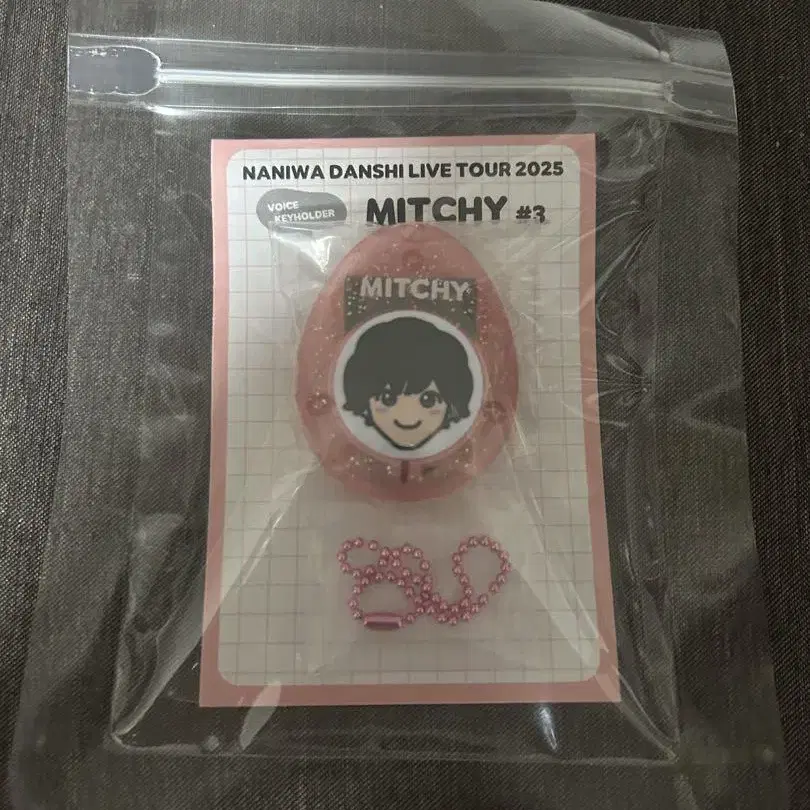 NANIWA DANSHI LIVE TOUR 2025
VOICE
KEYHOLDER
MITCHY #3
MITCHY